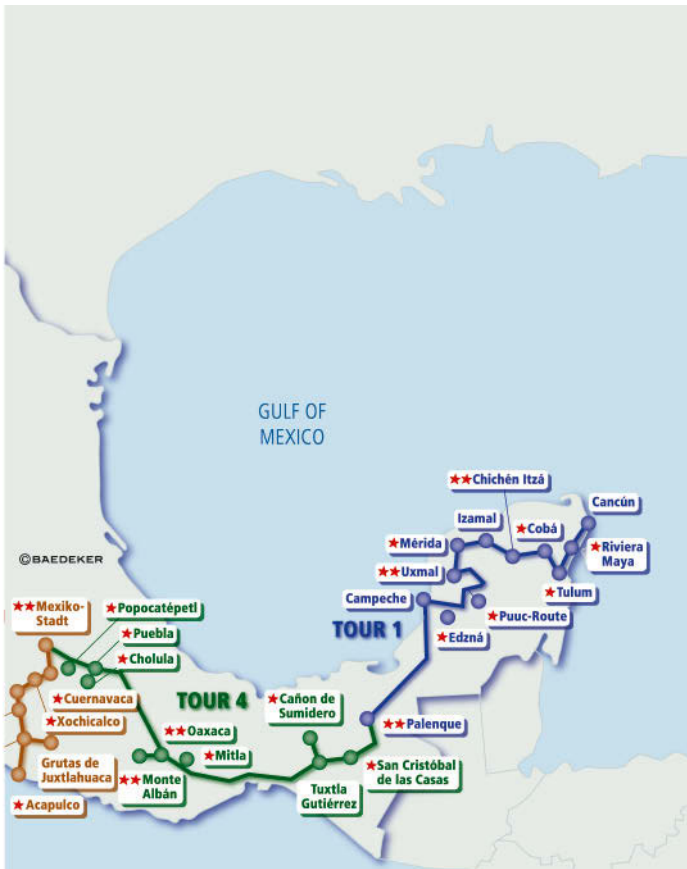 GULF OF
MEXICO
★★Chichén Itzá
Cancún
Izamal
★Cobá
★Mérida
★Riviera
Maya
©BAEDEKER
★★Uxmal
★Tulum
Campeche
★★Mexiko-
Stadt
★Popocatépetl
★Puuc-Route
TOUR 1
★Puebla
★Edzná
★Cholula
★Cuernavaca
TOUR 4
★Cañon de
Sumidero
★Xochicalco
★★Palenque
★★Oaxaca
★Mitla
Grutas de
Juxtlahuaca
★San Cristóbal
de las Casas
★★Monte
Albán
Tuxtla
Gutiérrez
★Acapulco